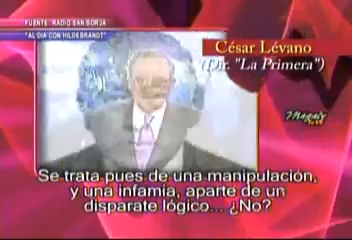 FUENTE: RADIO SAN BORJA
"AL DIA CON HILDEBRANDT"
César Lévano
(Dir. "La Primera")
Magaly
Se trata pues de una manipulación,
y una infamia, aparte de un
disparate lógico... ¿No?